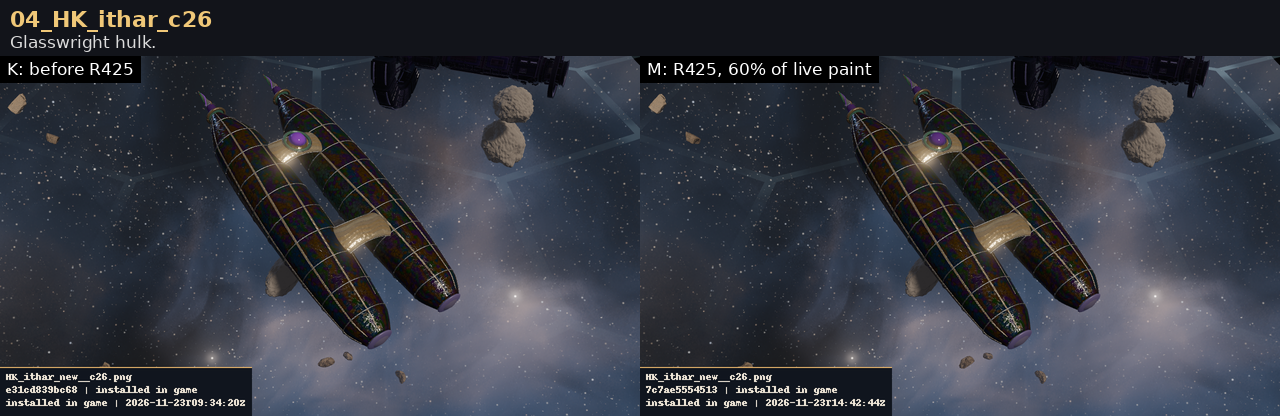 04_HK_ithar_c26
Glasswright hulk.
K: before R425
M: R425, 60% of live paint
HK_ithar_new__c26.png
e31cd839bc68 | installed in game
installed in game | 2026-11-23T09:34:20Z
HK_ithar_new__c26.png
7c7ae5554513 | installed in game
installed in game | 2026-11-23T14:42:44Z